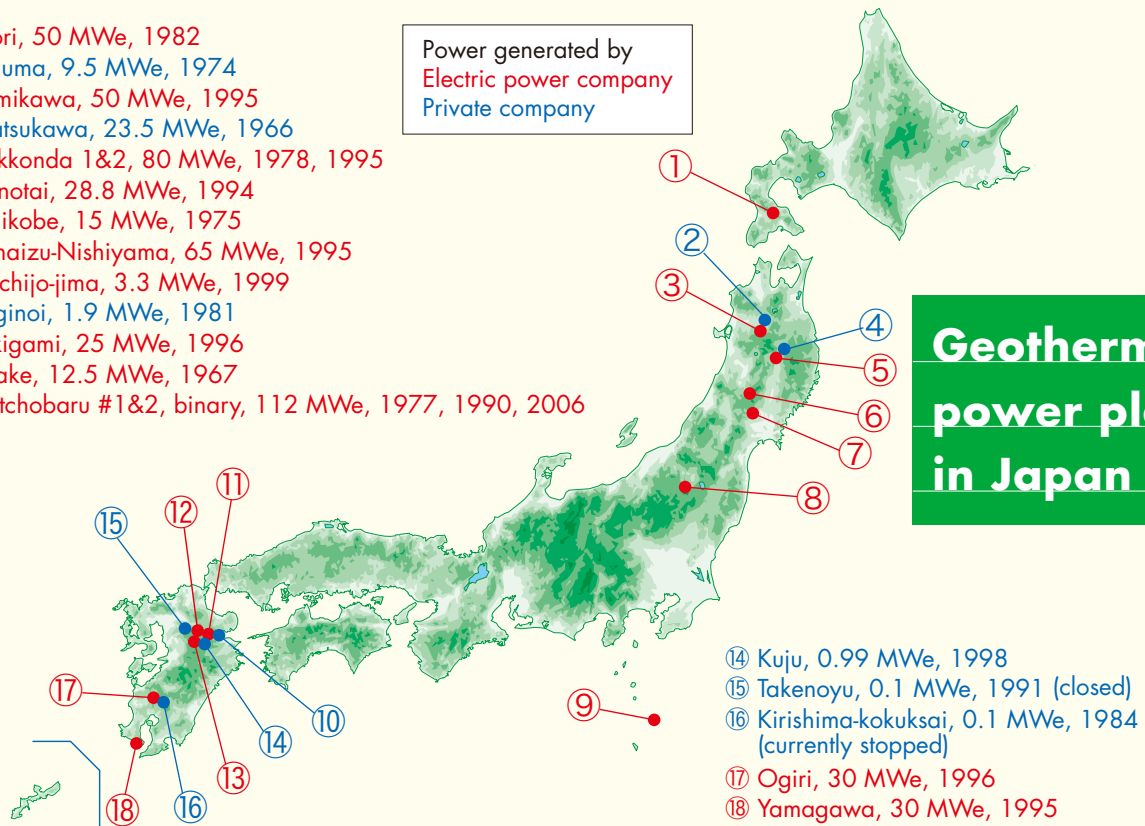 ori, 50 MWe, 1982
uma, 9.5 MWe, 1974
mikawa, 50 MWe, 1995
atsukawa, 23.5 MWe, 1966
kkonda 1&2, 80 MWe, 1978, 1995
notai, 28.8 MWe, 1994
ikobe, 15 MWe, 1975
naizu-Nishiyama, 65 MWe, 1995
chijo-jima, 3.3 MWe, 1999
ginoi, 1.9 MWe, 1981
kigami, 25 MWe, 1996
ake, 12.5 MWe, 1967
tchobaru #1&2, binary, 112 MWe, 1977, 1990, 2006
Power generated by
Electric power company
Private company
①
②
③
④
⑤
⑥
⑦
⑧
Geotherm
power pla
in Japan
⑪
⑫
⑮
⑰
⑨
⑩
⑭
⑬
⑱
⑯
⑭ Kuju, 0.99 MWe, 1998
⑮ Takenoyu, 0.1 MWe, 1991 (closed)
⑯ Kirishima-kokuksai, 0.1 MWe, 1984
(currently stopped)
⑰ Ogiri, 30 MWe, 1996
⑱ Yamagawa, 30 MWe, 1995